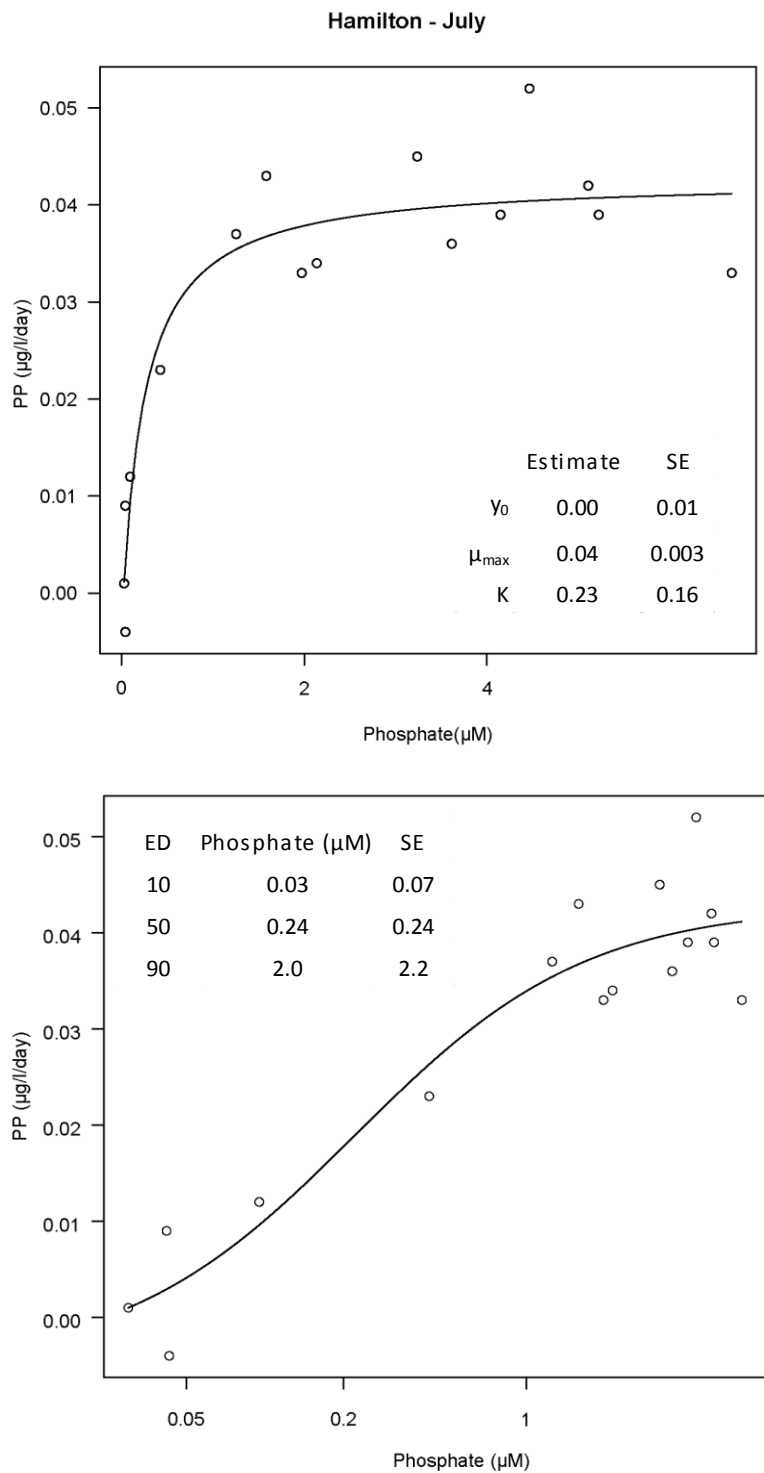 Hamilton - July
0.05
0.04
0.03
0.02
0.01
0.00
PP (µg/l/day)
Estimate SE
y₀ 0.00 0.01
µmax 0.04 0.003
K 0.23 0.16
0 2 4
Phosphate(µM)
ED Phosphate (µM) SE
10 0.03 0.07
50 0.24 0.24
90 2.0 2.2
0.05
0.04
0.03
0.02
0.01
0.00
PP (µg/l/day)
0.05 0.2 1
Phosphate (µM)